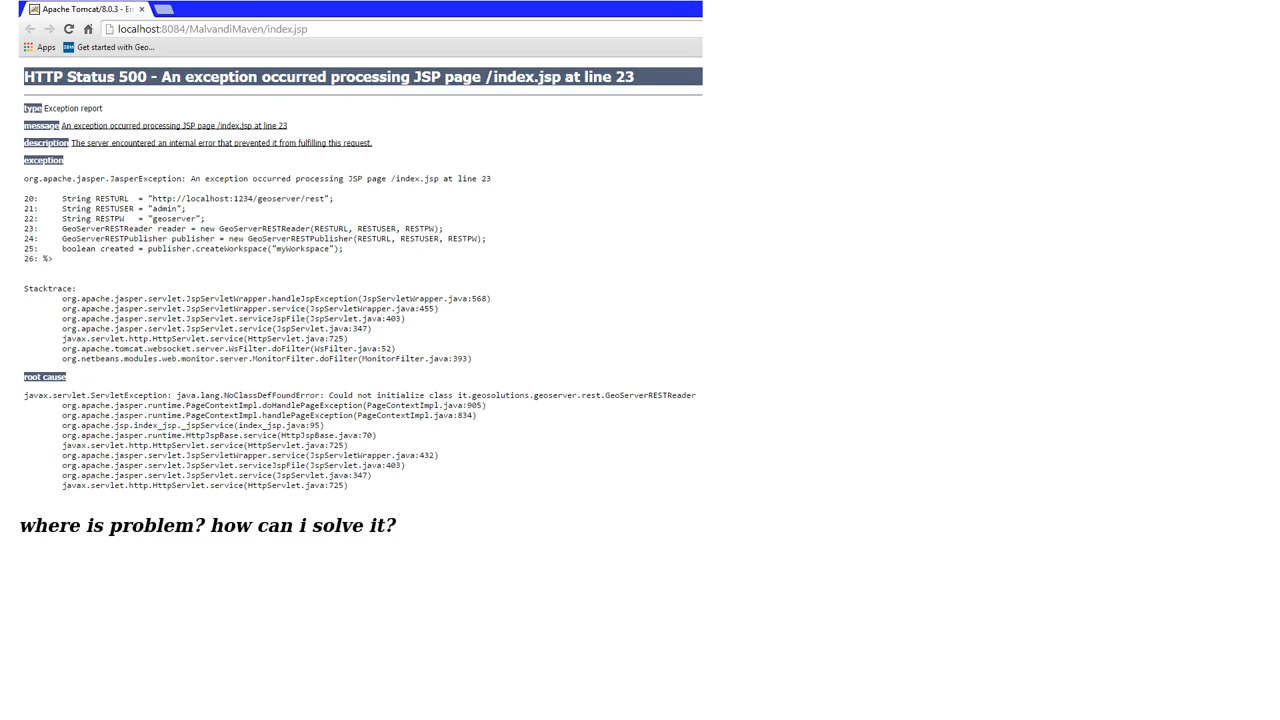 Apache Tomcat/8.0.3 - Er
localhost:8084/MalvandiMaven/index.jsp
Apps Get started with Geo...
HTTP Status 500 - An exception occurred processing JSP page /index.jsp at line 23
type Exception report
message An exception occurred processing JSP page /index.jsp at line 23
description The server encountered an internal error that prevented it from fulfilling this request.
exception
org.apache.jasper.JasperException: An exception occurred processing JSP page /index.jsp at line 23
20: String RESTURL = "http://localhost:1234/geoserver/rest";
21: String RESTUSER = "admin";
22: String RESTPW = "geoserver";
23: GeoServerRESTReader reader = new GeoServerRESTReader(RESTURL, RESTUSER, RESTPW);
24: GeoServerRESTPublisher publisher = new GeoServerRESTPublisher(RESTURL, RESTUSER, RESTPW);
25: boolean created = publisher.createWorkspace("myWorkspace");
26: %>
Stacktrace:
org.apache.jasper.servlet.JspServletWrapper.handleJspException(JspServletWrapper.java:568)
org.apache.jasper.servlet.JspServletWrapper.service(JspServletWrapper.java:455)
org.apache.jasper.servlet.JspServlet.serviceJspFile(JspServlet.java:403)
org.apache.jasper.servlet.JspServlet.service(JspServlet.java:347)
javax.servlet.http.HttpServlet.service(HttpServlet.java:725)
org.apache.tomcat.websocket.server.WsFilter.doFilter(WsFilter.java:52)
org.netbeans.modules.web.monitor.server.MonitorFilter.doFilter(MonitorFilter.java:393)
root cause
javax.servlet.ServletException: java.lang.NoClassDefFoundError: Could not initialize class it.geosolutions.geoserver.rest.GeoServerRESTReader
org.apache.jasper.runtime.PageContextImpl.doHandlePageException(PageContextImpl.java:905)
org.apache.jasper.runtime.PageContextImpl.handlePageException(PageContextImpl.java:834)
org.apache.jsp.index_jsp._jspService(index_jsp.java:95)
org.apache.jasper.runtime.HttpJspBase.service(HttpJspBase.java:70)
javax.servlet.http.HttpServlet.service(HttpServlet.java:725)
org.apache.jasper.servlet.JspServletWrapper.service(JspServletWrapper.java:432)
org.apache.jasper.servlet.JspServlet.serviceJspFile(JspServlet.java:403)
org.apache.jasper.servlet.JspServlet.service(JspServlet.java:347)
javax.servlet.http.HttpServlet.service(HttpServlet.java:725)
where is problem? how can i solve it?